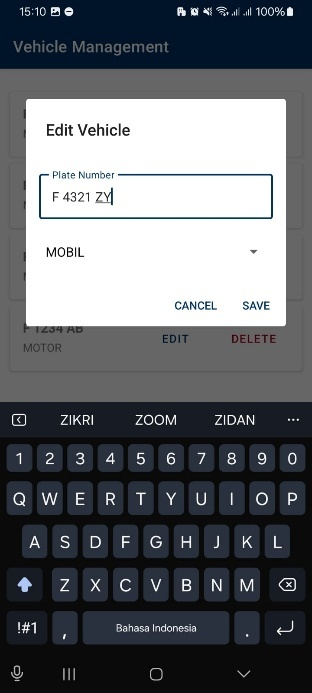 15:10 100%
Vehicle Management
Edit Vehicle
Plate Number
F 4321 ZY
MOBIL
CANCEL SAVE
F 1234 AB
MOTOR EDIT DELETE
ZIKRI ZOOM ZIDAN ...
1 2 3 4 5 6 7 8 9 0
Q W E R T Y U I O P
A S D F G H J K L
Z X C V B N M
!#1 , Bahasa Indonesia .